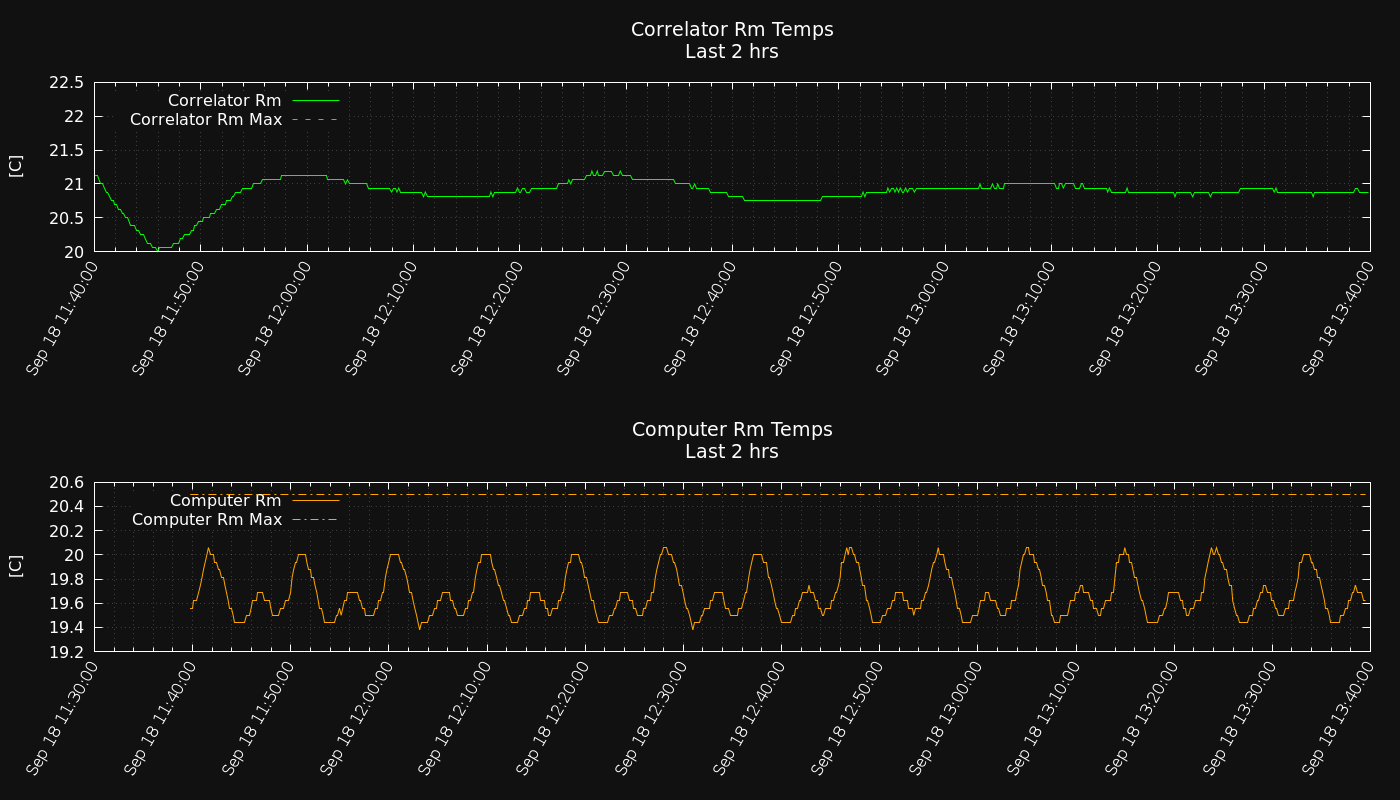 Correlator Rm Temps
Last 2 hrs
22.5
22
21.5
21
20.5
20
[C]
Correlator Rm
Correlator Rm Max
Sep 18 11:40:00
Sep 18 11:50:00
Sep 18 12:00:00
Sep 18 12:10:00
Sep 18 12:20:00
Sep 18 12:30:00
Sep 18 12:40:00
Sep 18 12:50:00
Sep 18 13:00:00
Sep 18 13:10:00
Sep 18 13:20:00
Sep 18 13:30:00
Sep 18 13:40:00
Computer Rm Temps
Last 2 hrs
20.6
20.4
20.2
20
19.8
19.6
19.4
19.2
[C]
Computer Rm
Computer Rm Max
Sep 18 11:30:00
Sep 18 11:40:00
Sep 18 11:50:00
Sep 18 12:00:00
Sep 18 12:10:00
Sep 18 12:20:00
Sep 18 12:30:00
Sep 18 12:40:00
Sep 18 12:50:00
Sep 18 13:00:00
Sep 18 13:10:00
Sep 18 13:20:00
Sep 18 13:30:00
Sep 18 13:40:00